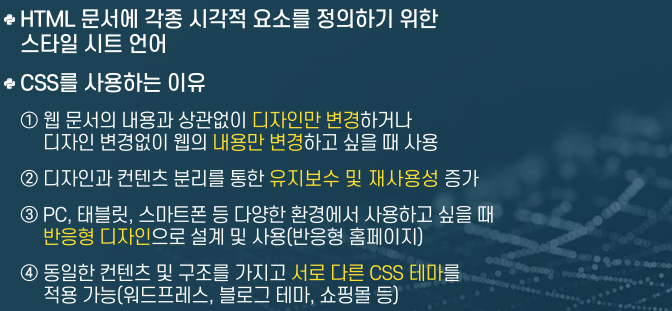 HTML 문서에 각종 시각적 요소를 정의하기 위한
스타일 시트 언어
CSS를 사용하는 이유
① 웹 문서의 내용과 상관없이 디자인만 변경하거나
디자인 변경없이 웹의 내용만 변경하고 싶을 때 사용
② 디자인과 컨텐츠 분리를 통한 유지보수 및 재사용성 증가
③ PC, 태블릿, 스마트폰 등 다양한 환경에서 사용하고 싶을 때
반응형 디자인으로 설계 및 사용(반응형 홈페이지)
④ 동일한 컨텐츠 및 구조를 가지고 서로 다른 CSS 테마를
적용 가능(워드프레스, 블로그 테마, 쇼핑몰 등)